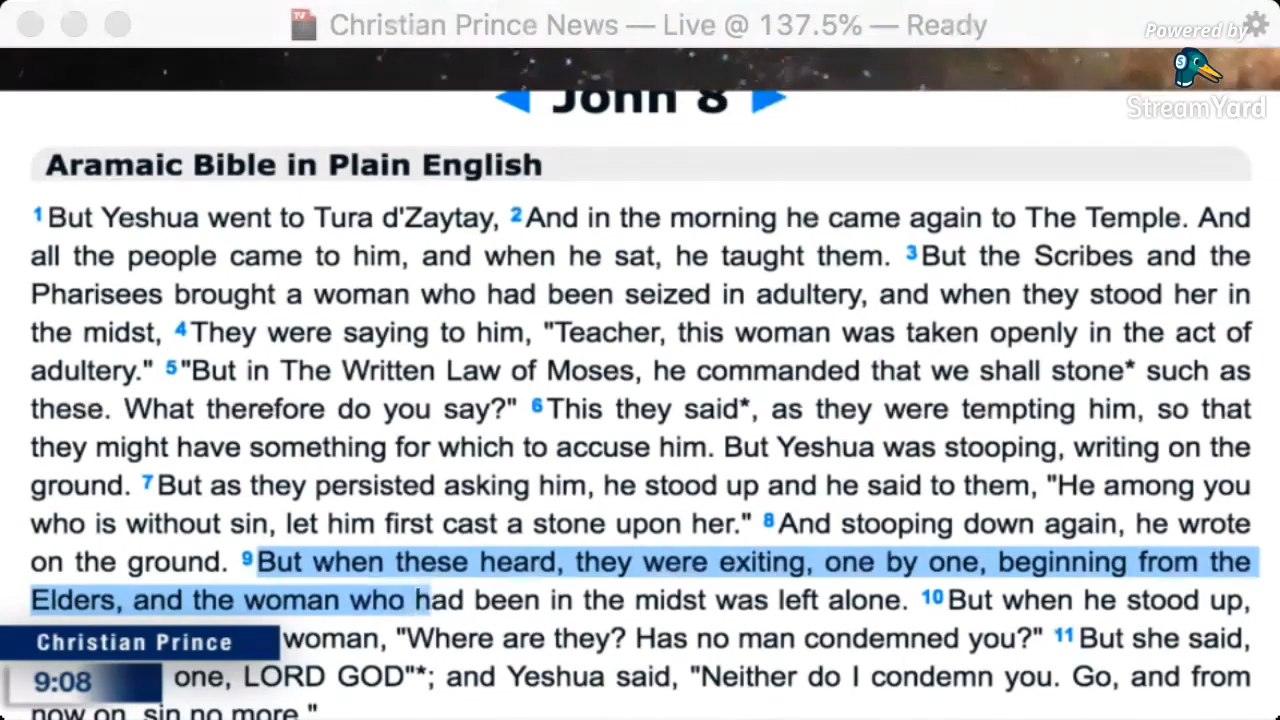 Christian Prince News — Live @ 137.5% — Ready
Powered by
StreamYard
John 8
Aramaic Bible in Plain English
1 But Yeshua went to Tura d'Zaytay, 2 And in the morning he came again to The Temple. And
all the people came to him, and when he sat, he taught them. 3 But the Scribes and the
Pharisees brought a woman who had been seized in adultery, and when they stood her in
the midst, 4 They were saying to him, "Teacher, this woman was taken openly in the act of
adultery." 5 "But in The Written Law of Moses, he commanded that we shall stone* such as
these. What therefore do you say?" 6 This they said*, as they were tempting him, so that
they might have something for which to accuse him. But Yeshua was stooping, writing on the
ground. 7 But as they persisted asking him, he stood up and he said to them, "He among you
who is without sin, let him first cast a stone upon her." 8 And stooping down again, he wrote
on the ground. 9 But when these heard, they were exiting, one by one, beginning from the
Elders, and the woman who had been in the midst was left alone. 10 But when he stood up,
Christian Prince
woman, "Where are they? Has no man condemned you?" 11 But she said,
9:08
one, LORD GOD"*; and Yeshua said, "Neither do I condemn you. Go, and from
now on, sin no more."